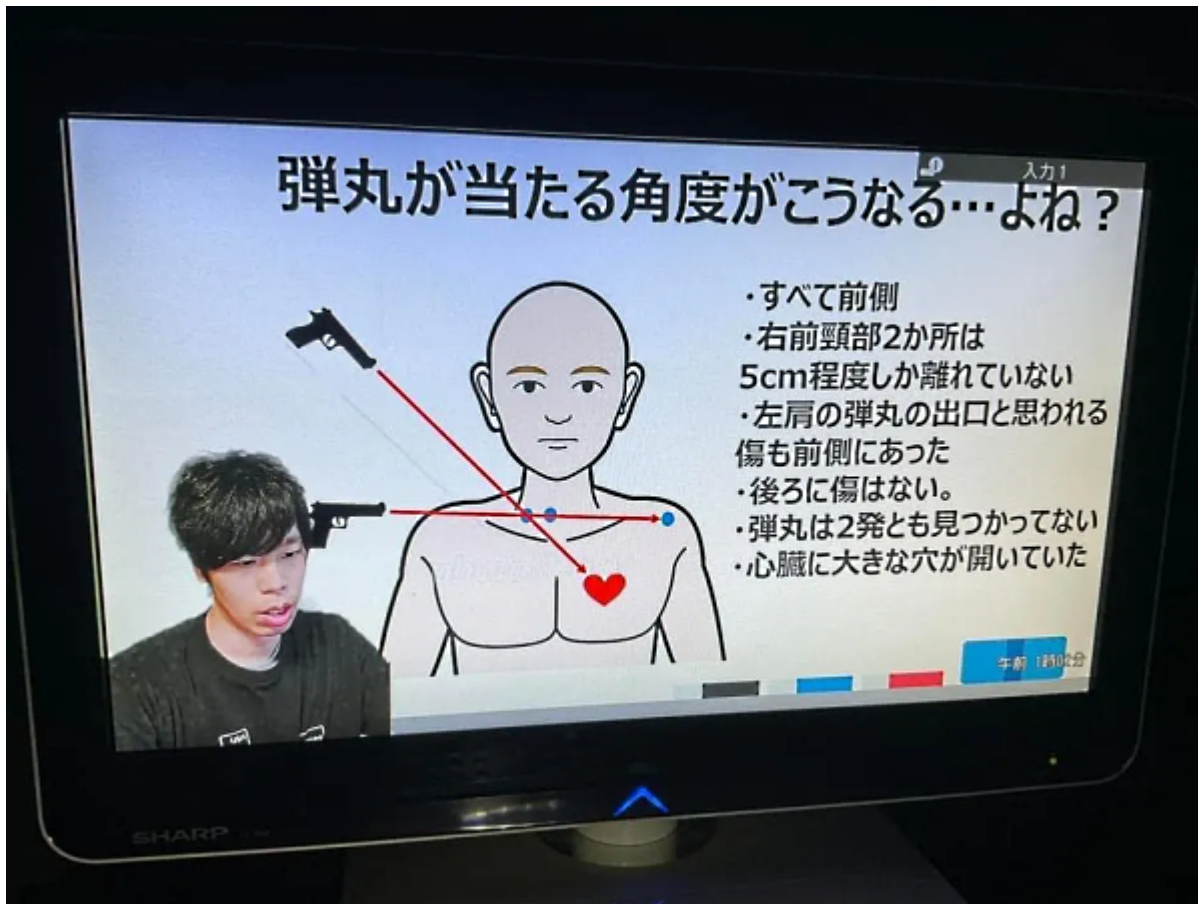 入力1
弾丸が当たる角度がこうなる…よね？
・すべて前側
・右前頸部2か所は
5cm程度しか離れていない
・左肩の弾丸の出口と思われる
傷も前側にあった
・後ろに傷はない。
・弾丸は2発とも見つかってない
・心臓に大きな穴が開いていた
午前 1時02分
SHARP